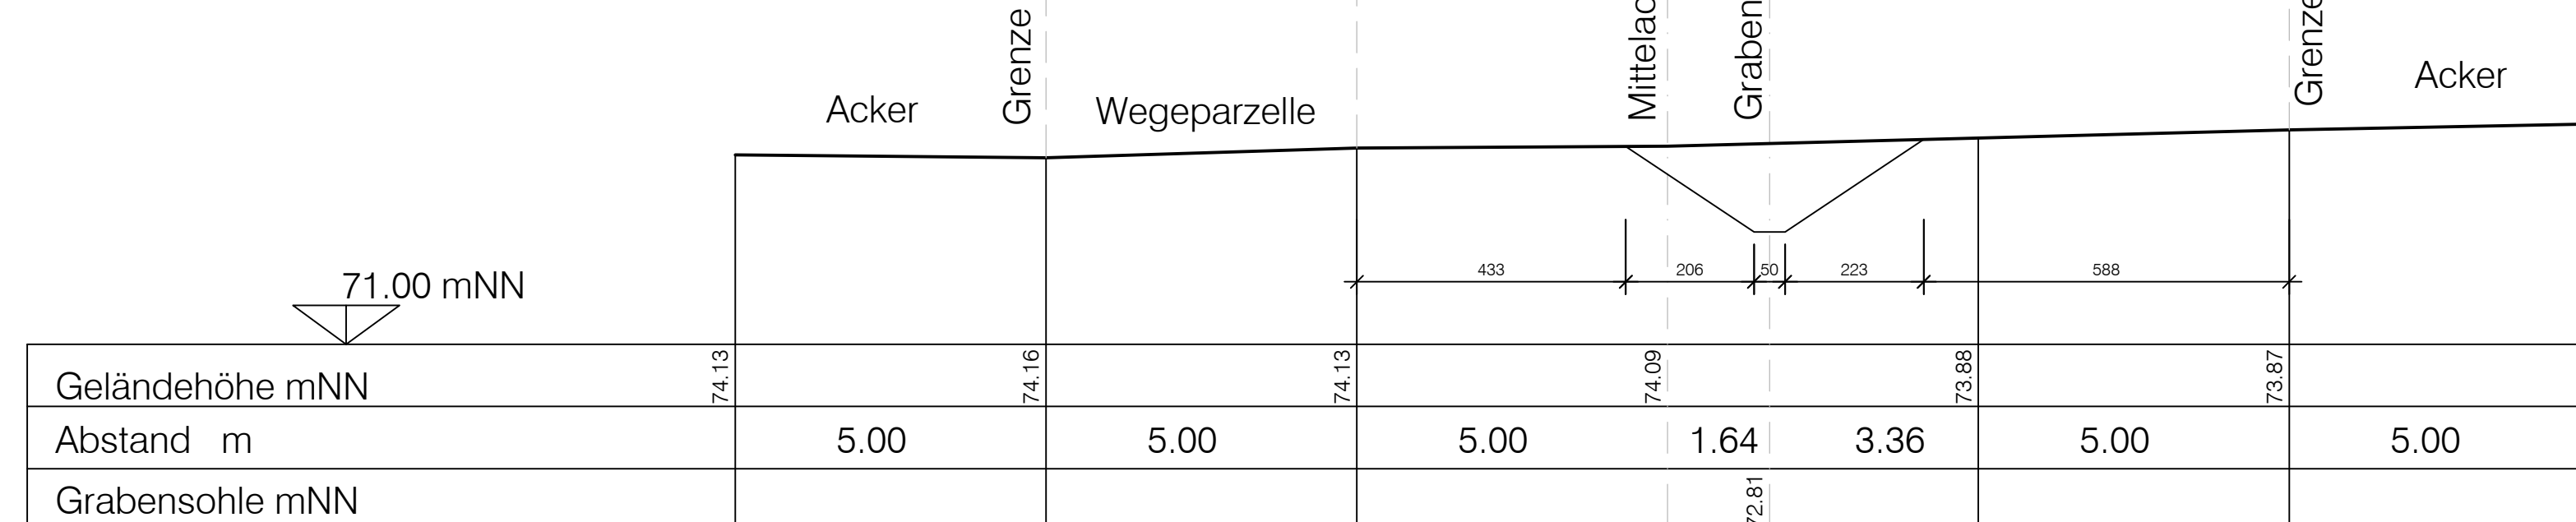 Grenze
Mittelac
Graben
Grenze
Acker
Wegeparzelle
Acker
433
206
50
223
588
71.00 mNN
Geländehöhe mNN
74.13
74.16
74.13
74.09
73.88
73.87
Abstand m
5.00
5.00
5.00
1.64
3.36
5.00
5.00
Grabensohle mNN
72.81